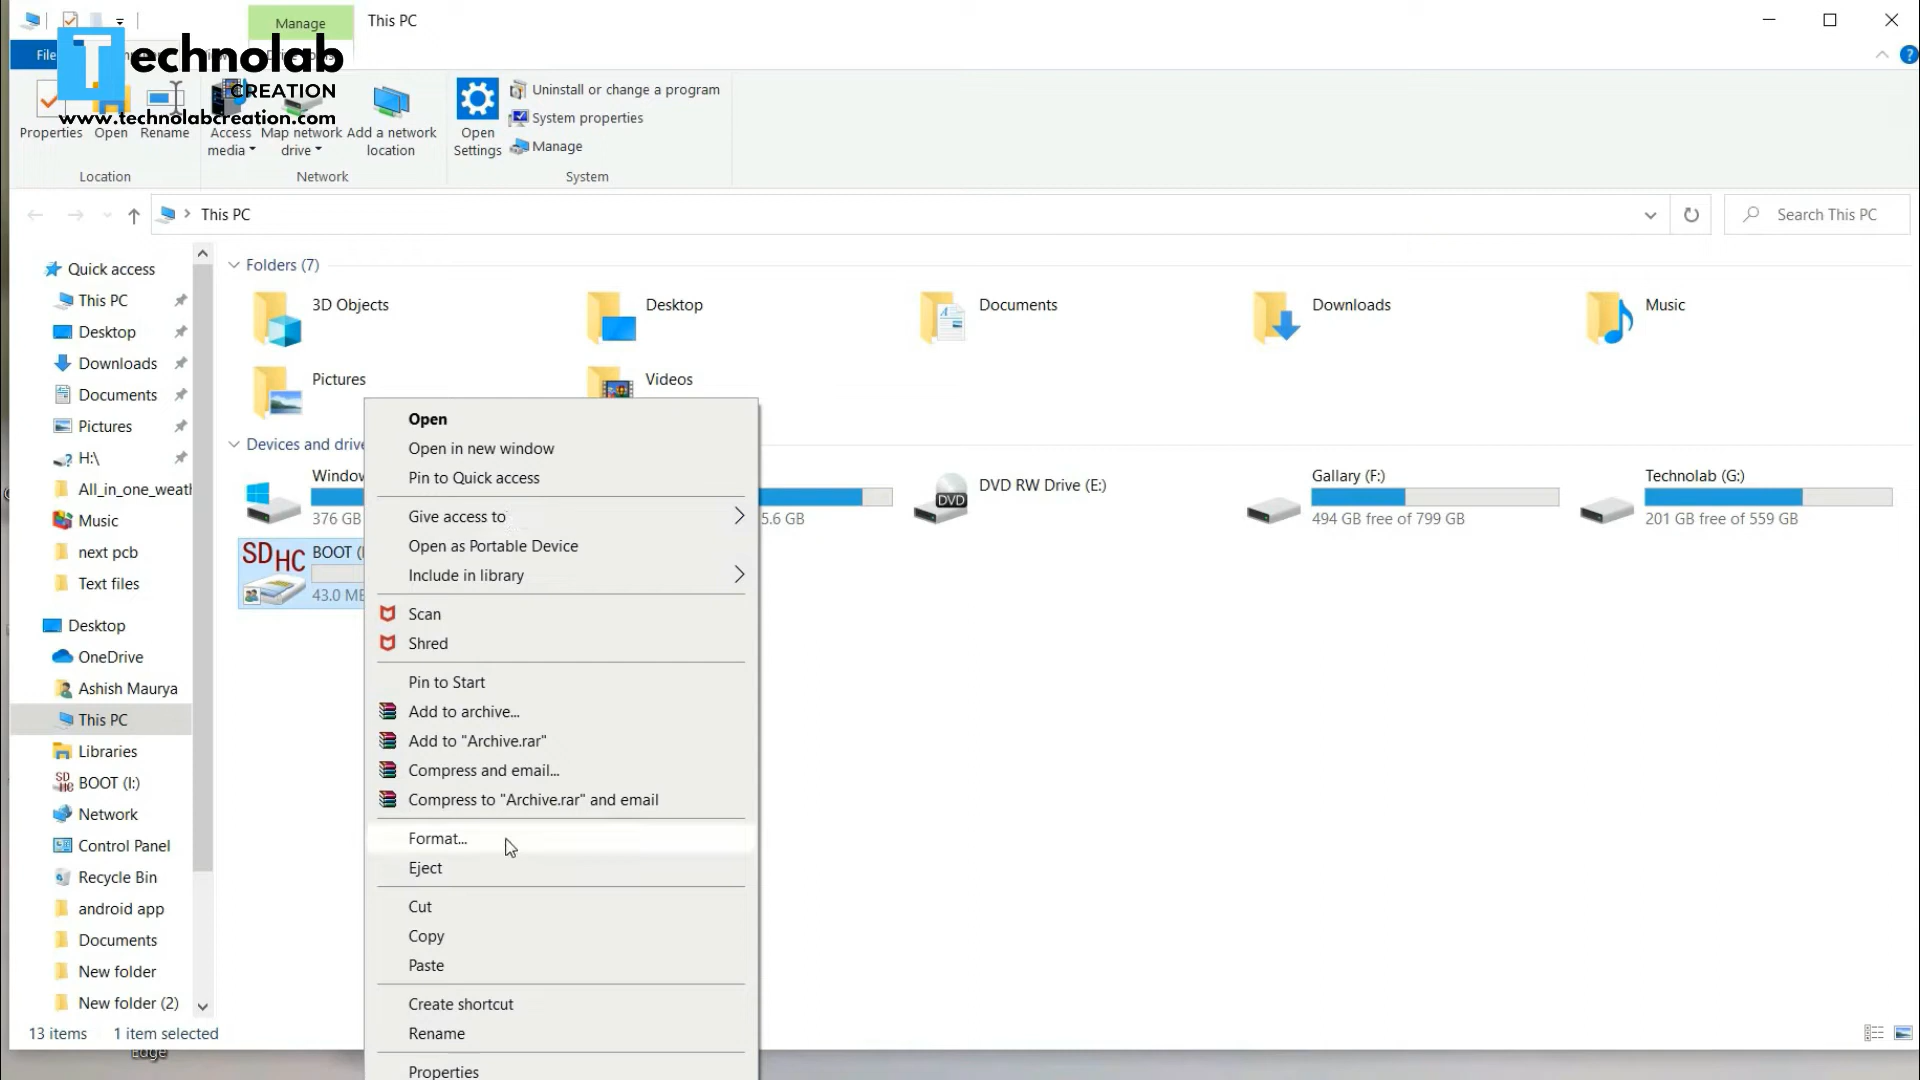 Manage
This PC
File
Technolab
CREATION
www.technolabcreation.com
Properties
Open
Rename
Access media
Map network drive
Add a network location
Open Settings
Uninstall or change a program
System properties
Manage
Location
Network
System
This PC
Search This PC
Quick access
This PC
Desktop
Downloads
Documents
Pictures
H:\
All_in_one_weatl
Music
next pcb
Text files
Desktop
OneDrive
Ashish Maurya
This PC
Libraries
BOOT (I:)
Network
Control Panel
Recycle Bin
android app
Documents
New folder
New folder (2)
Folders (7)
3D Objects
Desktop
Documents
Downloads
Music
Pictures
Videos
Devices and drive
Window
376 GB
5.6 GB
DVD
DVD RW Drive (E:)
Gallary (F:)
494 GB free of 799 GB
Technolab (G:)
201 GB free of 559 GB
SDHC
BOOT (
43.0 MB
Open
Open in new window
Pin to Quick access
Give access to
Open as Portable Device
Include in library
Scan
Shred
Pin to Start
Add to archive...
Add to "Archive.rar"
Compress and email...
Compress to "Archive.rar" and email
Format...
Eject
Cut
Copy
Paste
Create shortcut
Rename
Properties
13 items
1 item selected
Edge